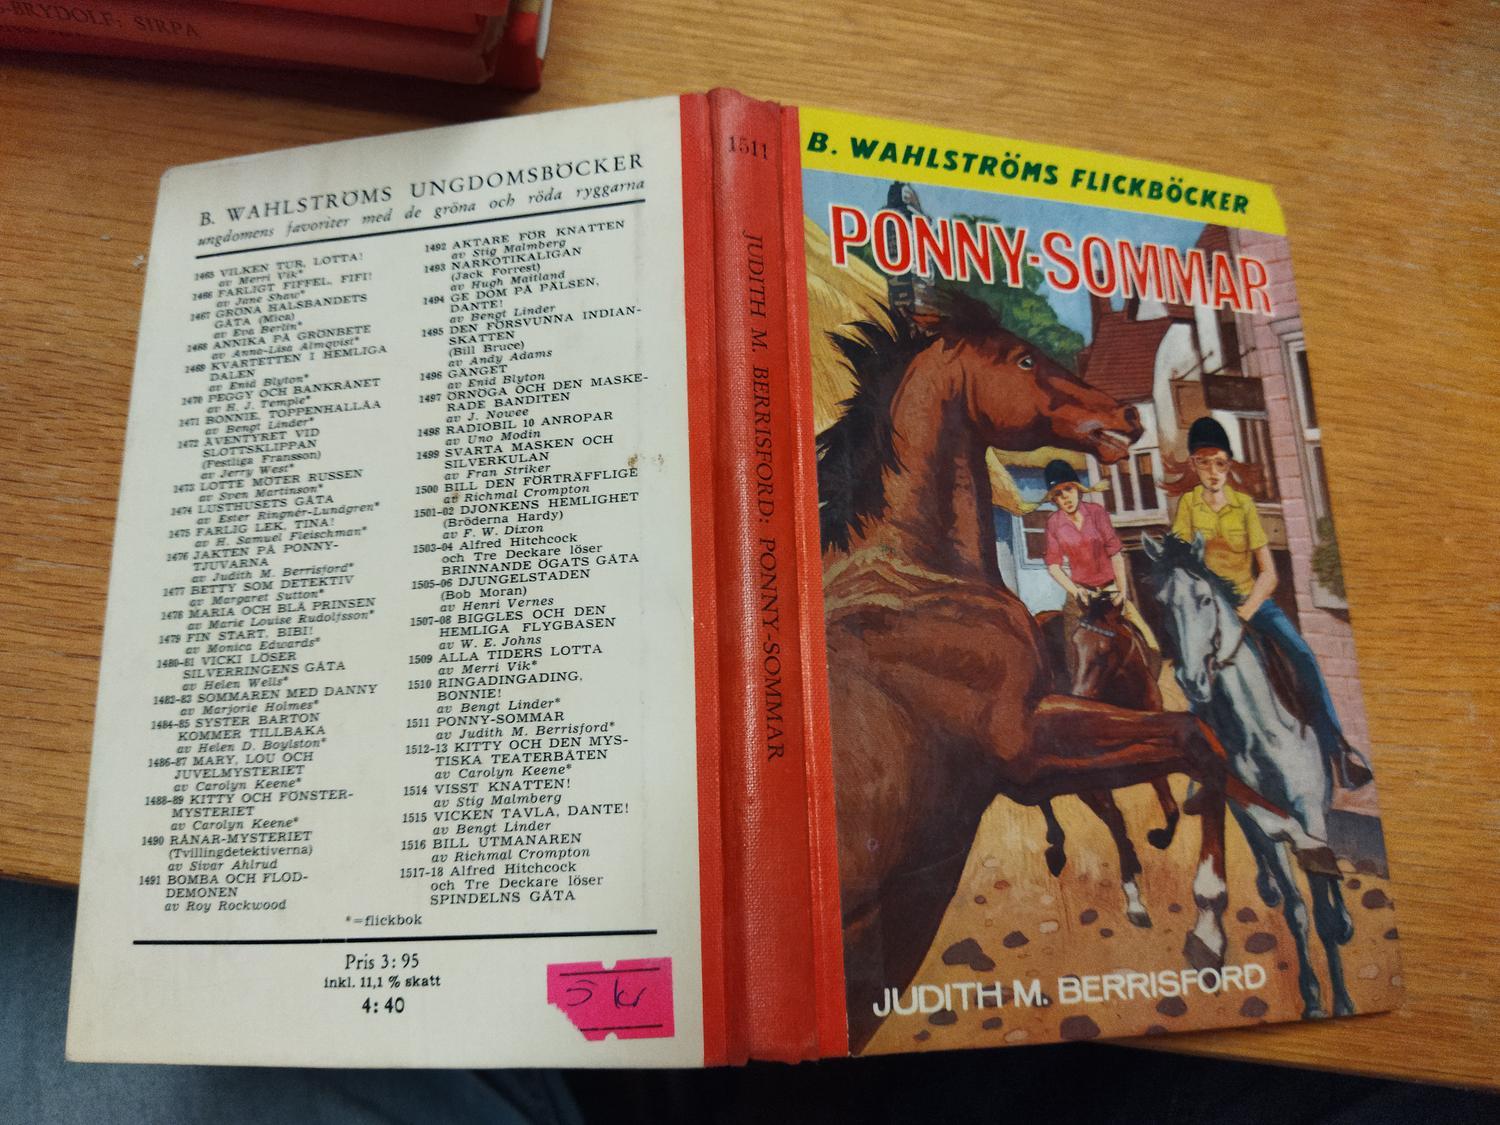 -BRYDOLF: SIRPA
B. WAHLSTRÖMS UNGDOMSBÖCKER
ungdomens favoriter med de gröna och röda ryggarna
1465 VILKEN TUR, LOTTA!
av Merri Vik*
1466 FARLIGT FIFFEL, FIFI!
av Jane Shaw*
1467 GRÖNA HALSBANDETS
GÅTA (Mica)
av Eva Berlin*
1468 ANNIKA PÅ GRÖNBETE
av Anna-Lisa Almqvist*
1469 KVARTETTEN I HEMLIGA
DALEN
av Enid Blyton*
1470 PEGGY OCH BANKRÅNET
av H. J. Temple*
1471 BONNIE, TOPPENHALLÅA
av Bengt Linder*
1472 ÄVENTYRET VID
SLOTTSKLIPPAN
(Festliga Fransson)
av Jerry West*
1473 LOTTE MÖTER RUSSEN
av Sven Martinson*
1474 LUSTHUSETS GÅTA
av Ester Ringnér-Lundgren*
1475 FARLIG LEK, TINA!
av H. Samuel Fleischman*
1476 JAKTEN PÅ PONNY-
TJUVARNA
av Judith M. Berrisford*
1477 BETTY SOM DETEKTIV
av Margaret Sutton*
1478 MARIA OCH BLÅ PRINSEN
av Marie Louise Rudolfsson*
1479 FIN START, BIBI!
av Monica Edwards*
1480-81 VICKI LÖSER
SILVERRINGENS GÅTA
av Helen Wells*
1482-83 SOMMAREN MED DANNY
av Marjorie Holmes*
1484-85 SYSTER BARTON
KOMMER TILLBAKA
av Helen D. Boylston*
1486-87 MARY, LOU OCH
JUVELMYSTERIET
av Carolyn Keene*
1488-89 KITTY OCH FÖNSTER-
MYSTERIET
av Carolyn Keene*
1490 RÅNAR-MYSTERIET
(Tvillingdetektiverna)
av Sivar Ahlrud
1491 BOMBA OCH FLOD-
DEMONEN
av Roy Rockwood
1492 AKTARE FÖR KNATTEN
av Stig Malmberg
1493 NARKOTIKALIGAN
(Jack Forrest)
av Hugh Maitland
1494 GE DOM PÅ PÄLSEN,
DANTE!
av Bengt Linder
1495 DEN FÖRSVUNNA INDIAN-
SKATTEN
(Bill Bruce)
av Andy Adams
1496 GÄNGET
av Enid Blyton
1497 ÖRNÖGA OCH DEN MASKE-
RADE BANDITEN
av J. Nowee
1498 RADIOBIL 10 ANROPAR
av Uno Modin
1499 SVARTA MASKEN OCH
SILVERKULAN
av Fran Striker
1500 BILL DEN FÖRTRÄFFLIGE
av Richmal Crompton
1501-02 DJONKENS HEMLIGHET
(Bröderna Hardy)
av F. W. Dixon
1503-04 Alfred Hitchcock
och Tre Deckare löser
BRINNANDE ÖGATS GÅTA
1505-06 DJUNGELSTADEN
(Bob Moran)
av Henri Vernes
1507-08 BIGGLES OCH DEN
HEMLIGA FLYGBASEN
av W. E. Johns
1509 ALLA TIDERS LOTTA
av Merri Vik*
1510 RINGADINGADING,
BONNIE!
av Bengt Linder*
1511 PONNY-SOMMAR
av Judith M. Berrisford*
1512-13 KITTY OCH DEN MYS-
TISKA TEATERBÅTEN
av Carolyn Keene*
1514 VISST KNATTEN!
av Stig Malmberg
1515 VICKEN TAVLA, DANTE!
av Bengt Linder
1516 BILL UTMANAREN
av Richmal Crompton
1517-18 Alfred Hitchcock
och Tre Deckare löser
SPINDELNS GÅTA
*=flickbok
Pris 3:95
inkl. 11,1 % skatt
4:40
5 kr
1511
JUDITH M. BERRISFORD: PONNY-SOMMAR
B. WAHLSTRÖMS FLICKBÖCKER
PONNY-SOMMAR
JUDITH M. BERRISFORD